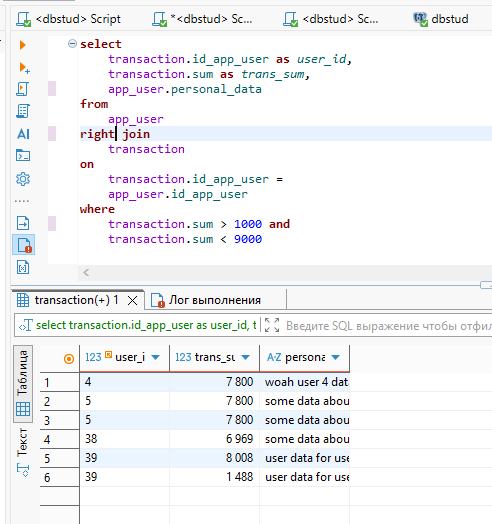 <dbstud> Script
*<dbstud> Sc...
<dbstud> Sc...
dbstud
select
transaction.id_app_user as user_id,
transaction.sum as trans_sum,
app_user.personal_data
from
app_user
right join
transaction
on
transaction.id_app_user =
app_user.id_app_user
where
transaction.sum > 1000 and
transaction.sum < 9000
AI
transaction(+) 1
Лог выполнения
select transaction.id_app_user as user_id, t
Введите SQL выражение чтобы отфил
Таблица
Текст
123 user_i
123 trans_su
A-Z persona
1 4 7 800 woah user 4 dat
2 5 7 800 some data abou
3 5 7 800 some data abou
4 38 6 969 some data abou
5 39 8 008 user data for use
6 39 1 488 user data for use